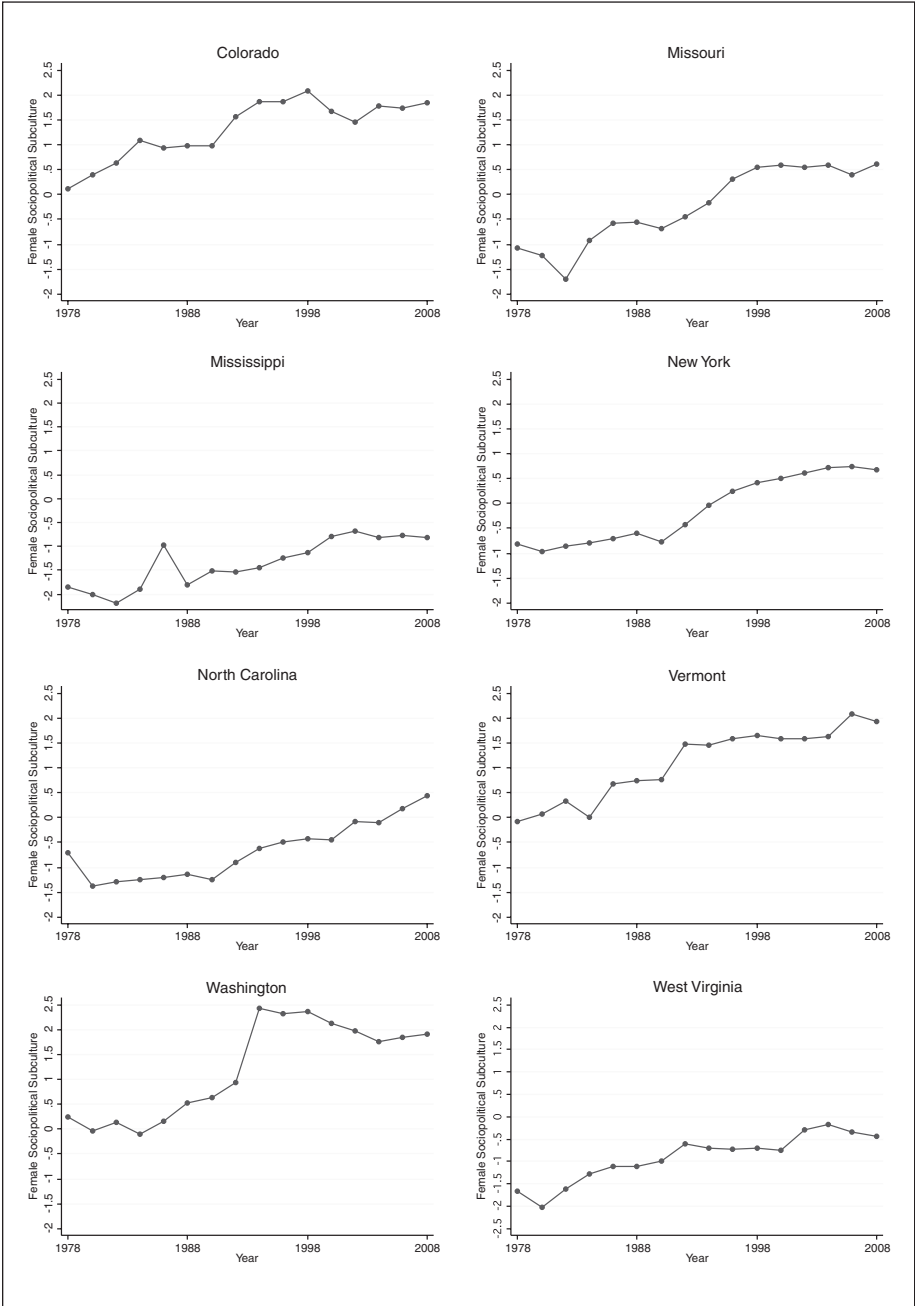 Colorado
Female Sociopolitical Subculture
-2 -1.5 -1 -.5 0 .5 1 1.5 2 2.5
1978 1988 1998 2008
Year
Missouri
Female Sociopolitical Subculture
-2 -1.5 -1 -.5 0 .5 1 1.5 2 2.5
1978 1988 1998 2008
Year
Mississippi
Female Sociopolitical Subculture
-2 -1.5 -1 -.5 0 .5 1 1.5 2 2.5
1978 1988 1998 2008
Year
New York
Female Sociopolitical Subculture
-2 -1.5 -1 -.5 0 .5 1 1.5 2 2.5
1978 1988 1998 2008
Year
North Carolina
Female Sociopolitical Subculture
-2 -1.5 -1 -.5 0 .5 1 1.5 2 2.5
1978 1988 1998 2008
Year
Vermont
Female Sociopolitical Subculture
-2 -1.5 -1 -.5 0 .5 1 1.5 2 2.5
1978 1988 1998 2008
Year
Washington
Female Sociopolitical Subculture
-2 -1.5 -1 -.5 0 .5 1 1.5 2 2.5
1978 1988 1998 2008
Year
West Virginia
Female Sociopolitical Subculture
-2.5 -2 -1.5 -1 -.5 0 .5 1 1.5 2 2.5
1978 1988 1998 2008
Year